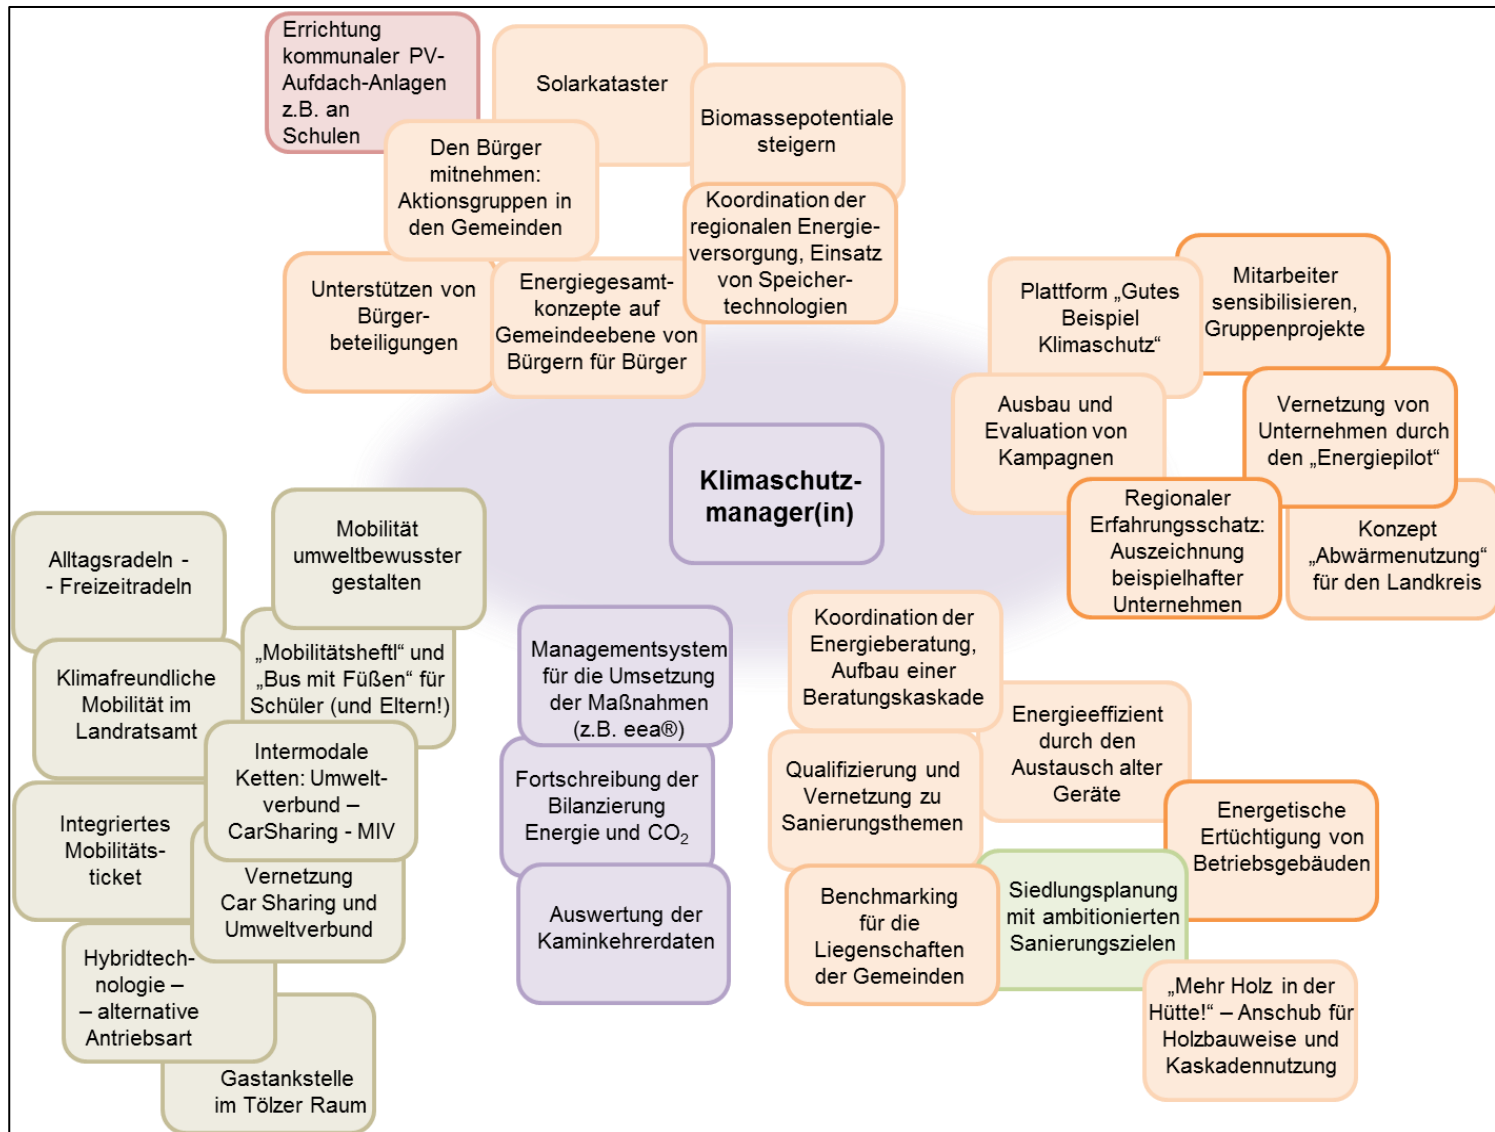 Errichtung
kommunaler PV-
Aufdach-Anlagen
z.B. an
Schulen
Solarkataster
Biomassepotentiale
steigern
Den Bürger
mitnehmen:
Aktionsgruppen in
den Gemeinden
Koordination der
regionalen Energie-
versorgung, Einsatz
von Speicher-
technologien
Unterstützen von
Bürger-
beteiligungen
Energiegesamt-
konzepte auf
Gemeindeebene von
Bürgern für Bürger
Plattform „Gutes
Beispiel
Klimaschutz“
Mitarbeiter
sensibilisieren,
Gruppenprojekte
Ausbau und
Evaluation von
Kampagnen
Vernetzung von
Unternehmen durch
den „Energiepilot“
Regionaler
Erfahrungsschatz:
Auszeichnung
beispielhafter
Unternehmen
Konzept
„Abwärmenutzung“
für den Landkreis
Klimaschutz-
manager(in)
Mobilität
umweltbewusster
gestalten
Alltagsradeln -
- Freizeitradeln
„Mobilitätsheftl“ und
„Bus mit Füßen“ für
Schüler (und Eltern!)
Klimafreundliche
Mobilität im
Landratsamt
Intermodale
Ketten: Umwelt-
verbund –
CarSharing - MIV
Integriertes
Mobilitäts-
ticket
Vernetzung
Car Sharing und
Umweltverbund
Hybridtech-
nologie –
– alternative
Antriebsart
Gastankstelle
im Tölzer Raum
Managementsystem
für die Umsetzung
der Maßnahmen
(z.B. eea®)
Fortschreibung der
Bilanzierung
Energie und CO₂
Auswertung der
Kaminkehrerdaten
Koordination der
Energieberatung,
Aufbau einer
Beratungskaskade
Energieeffizient
durch den
Austausch alter
Geräte
Qualifizierung und
Vernetzung zu
Sanierungsthemen
Energetische
Ertüchtigung von
Betriebsgebäuden
Benchmarking
für die
Liegenschaften
der Gemeinden
Siedlungsplanung
mit ambitionierten
Sanierungszielen
„Mehr Holz in der
Hütte!“ – Anschub für
Holzbauweise und
Kaskadennutzung